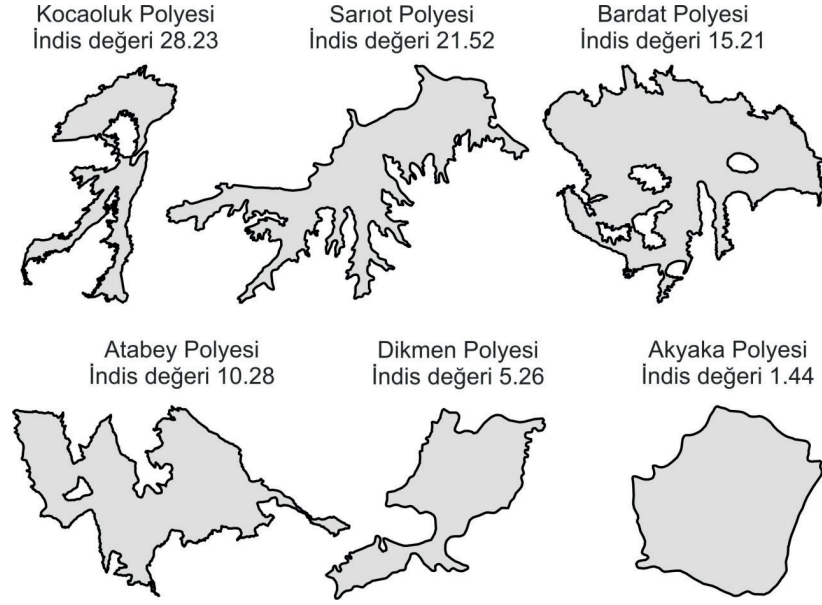 Kocaoluk Polyesi
İndis değeri 28.23
Sarıot Polyesi
İndis değeri 21.52
Bardat Polyesi
İndis değeri 15.21
Atabey Polyesi
İndis değeri 10.28
Dikmen Polyesi
İndis değeri 5.26
Akyaka Polyesi
İndis değeri 1.44